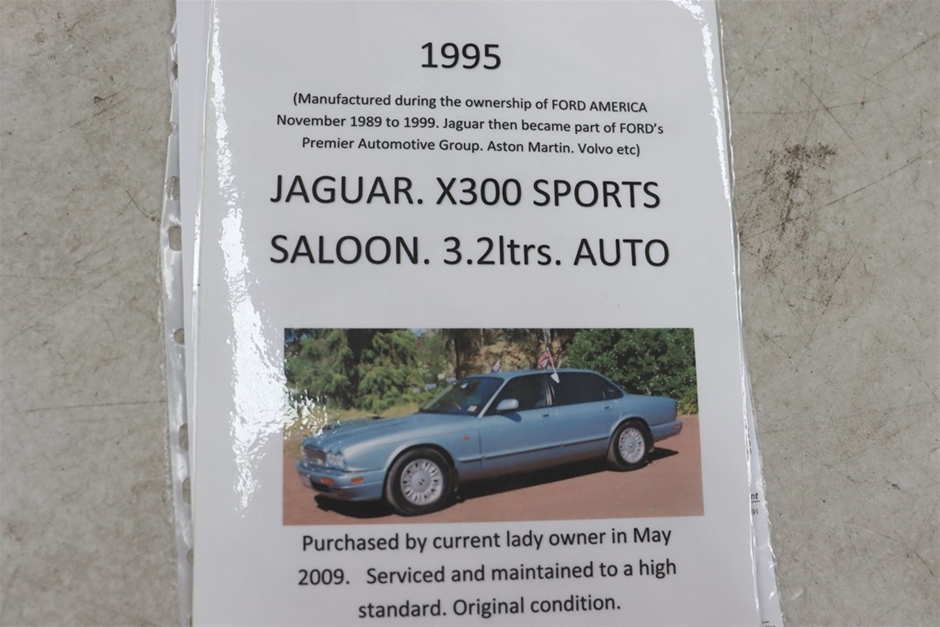 1995
(Manufactured during the ownership of FORD AMERICA
November 1989 to 1999. Jaguar then became part of FORD's
Premier Automotive Group. Aston Martin. Volvo etc)
JAGUAR. X300 SPORTS
SALOON. 3.2ltrs. AUTO
Purchased by current lady owner in May
2009. Serviced and maintained to a high
standard. Original condition.